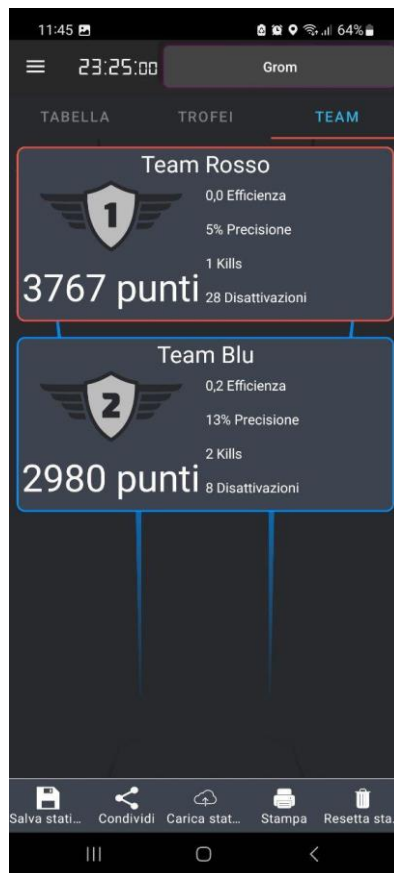 11:45 64%
23:25:00 Grom
TABELLA TROFEI TEAM
Team Rosso
1
0,0 Efficienza
5% Precisione
1 Kills
3767 punti
28 Disattivazioni
Team Blu
2
0,2 Efficienza
13% Precisione
2 Kills
2980 punti
8 Disattivazioni
Salva stati... Condividi Carica stat... Stampa Resetta sta.